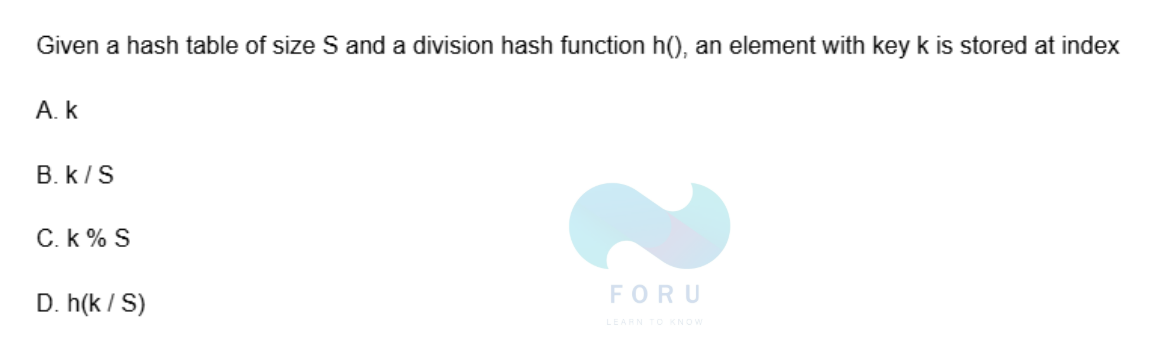 Given a hash table of size S and a division hash function h(), an element with key k is stored at index
A. k
B. k / S
C. k % S
D. h(k / S)
FORU
LEARN TO KNOW